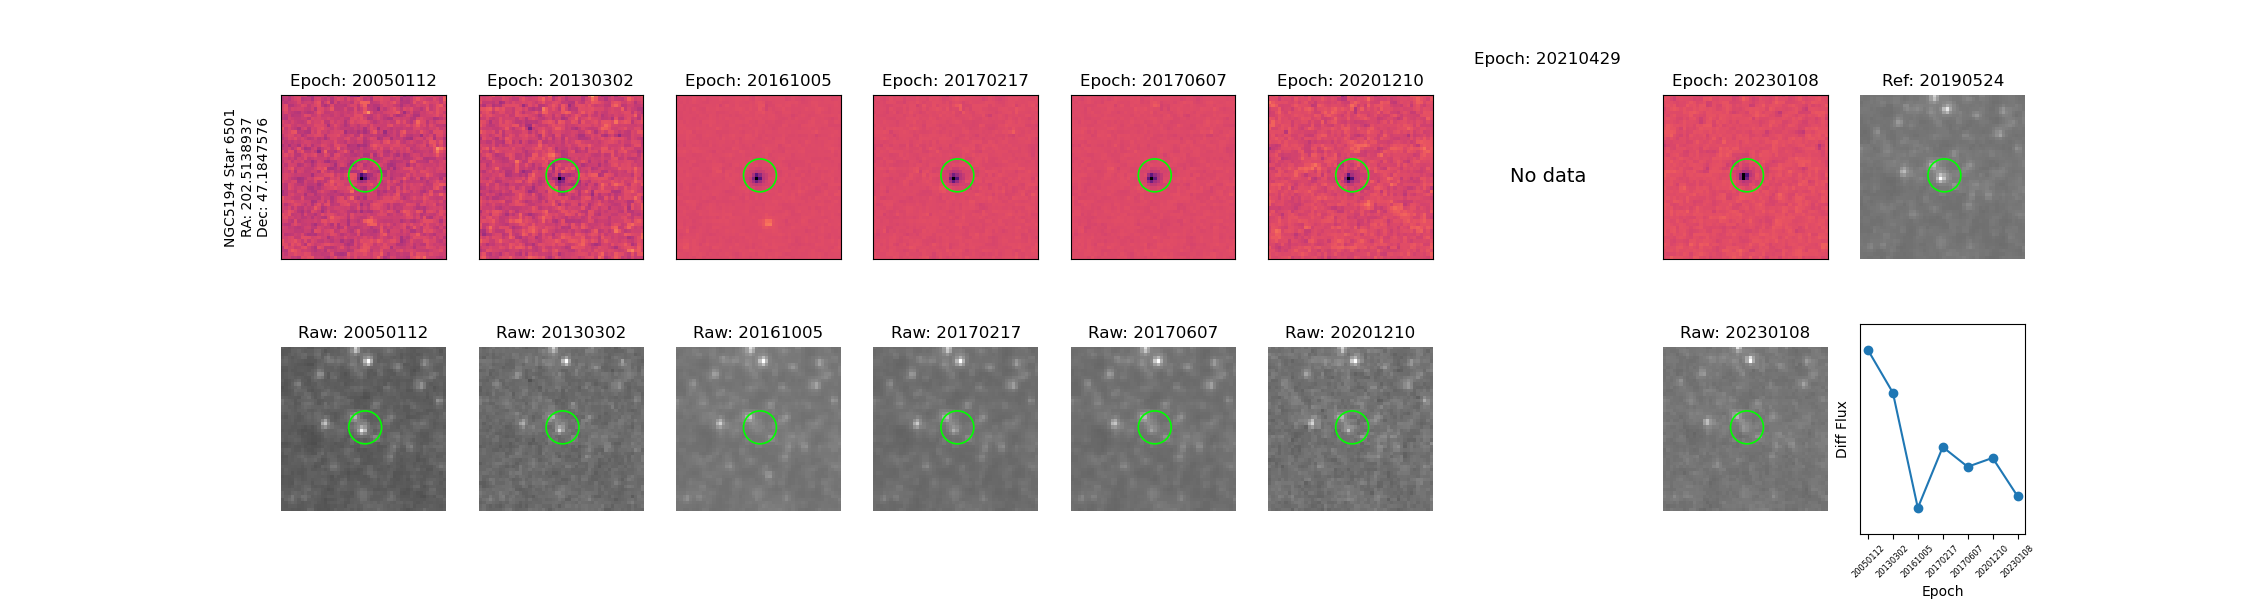 Epoch: 20210429
Epoch: 20050112
Epoch: 20130302
Epoch: 20161005
Epoch: 20170217
Epoch: 20170607
Epoch: 20201210
Epoch: 20230108
Ref: 20190524
NGC5194 Star 6501
RA: 202.5138937
Dec: 47.1847576
No data
Raw: 20050112
Raw: 20130302
Raw: 20161005
Raw: 20170217
Raw: 20170607
Raw: 20201210
Raw: 20230108
Diff Flux
20050112
20130302
20161005
20170217
20170607
20201210
20230108
Epoch